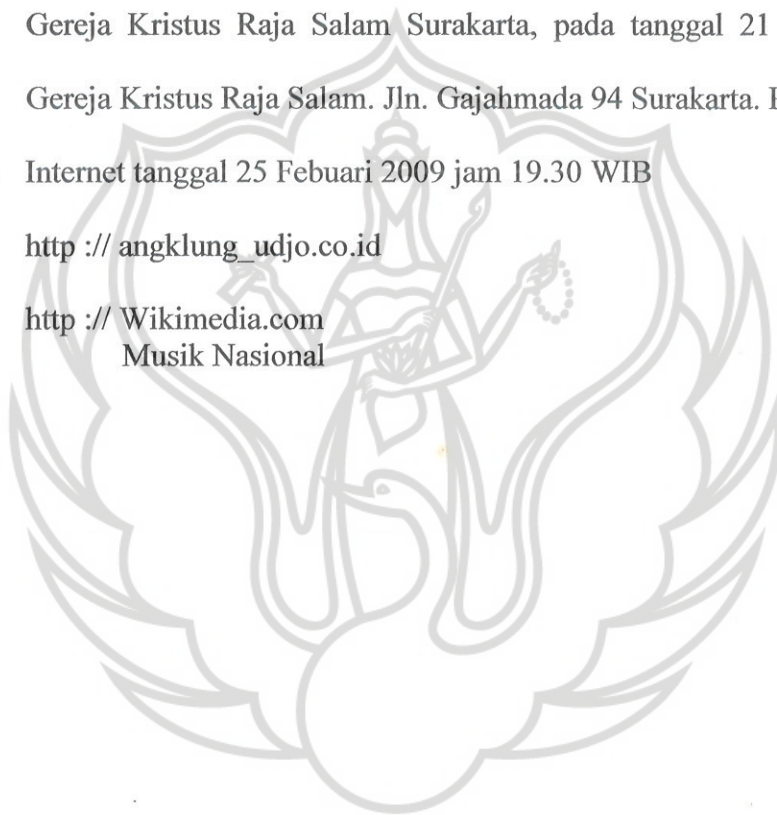 Gereja Kristus Raja Salam Surakarta, pada tanggal 21
Gereja Kristus Raja Salam. Jln. Gajahmada 94 Surakarta.
Internet tanggal 25 Febuari 2009 jam 19.30 WIB
http :// angklung_udjo.co.id
http :// Wikimedia.com
Musik Nasional